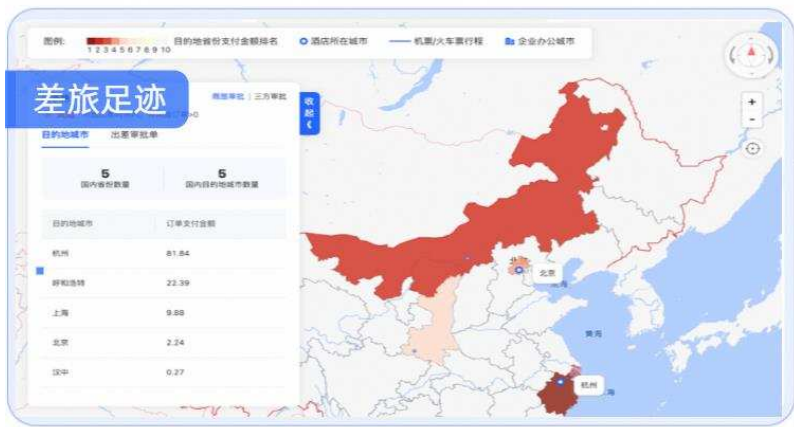 图例:
1 2 3 4 5 6 7 8 9 10
目的地省份支付金额排名
酒店所在城市
机票/火车票行程
企业办公城市
差旅足迹
商旅审批 | 三方审批
收起
目的地城市 出差审批单
5 5
国内省份数量 国内目的地城市数量
目的地城市 订单支付金额
杭州 81.84
呼和浩特 22.39
上海 9.88
北京 2.24
汉中 0.27
北京
黄海
杭州
海